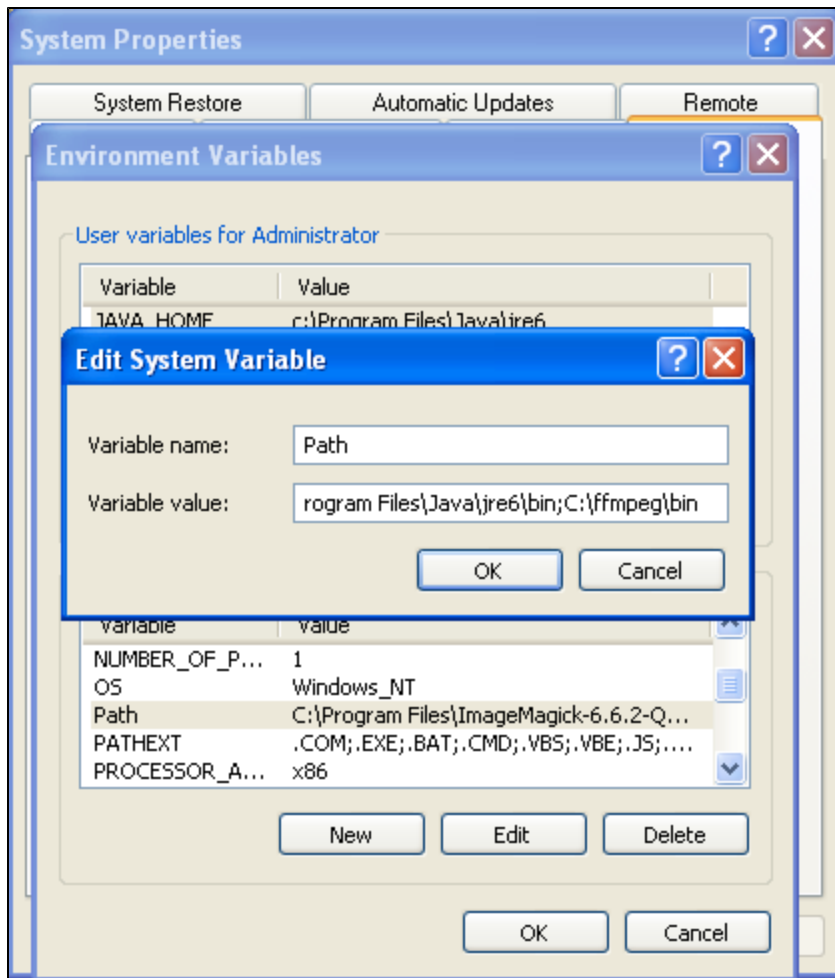 System Properties
System Restore Automatic Updates Remote
Environment Variables
User variables for Administrator
Variable Value
JAVA_HOME c:\Program Files\Java\jre6
Edit System Variable
Variable name: Path
Variable value: rogram Files\Java\jre6\bin;C:\ffmpeg\bin
OK Cancel
Variable Value
NUMBER_OF_P... 1
OS Windows_NT
Path C:\Program Files\ImageMagick-6.6.2-Q...
PATHEXT .COM;.EXE;.BAT;.CMD;.VBS;.VBE;.JS;....
PROCESSOR_A... x86
New Edit Delete
OK Cancel